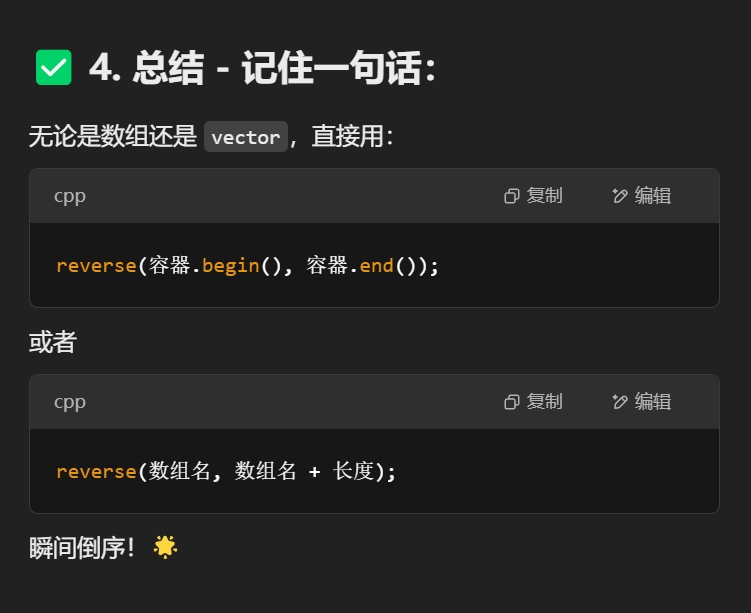 ✅ 4. 总结 - 记住一句话：
无论是数组还是 vector，直接用：
cpp 复制 编辑
reverse(容器.begin(), 容器.end());
或者
cpp 复制 编辑
reverse(数组名, 数组名 + 长度);
瞬间倒序！🌟